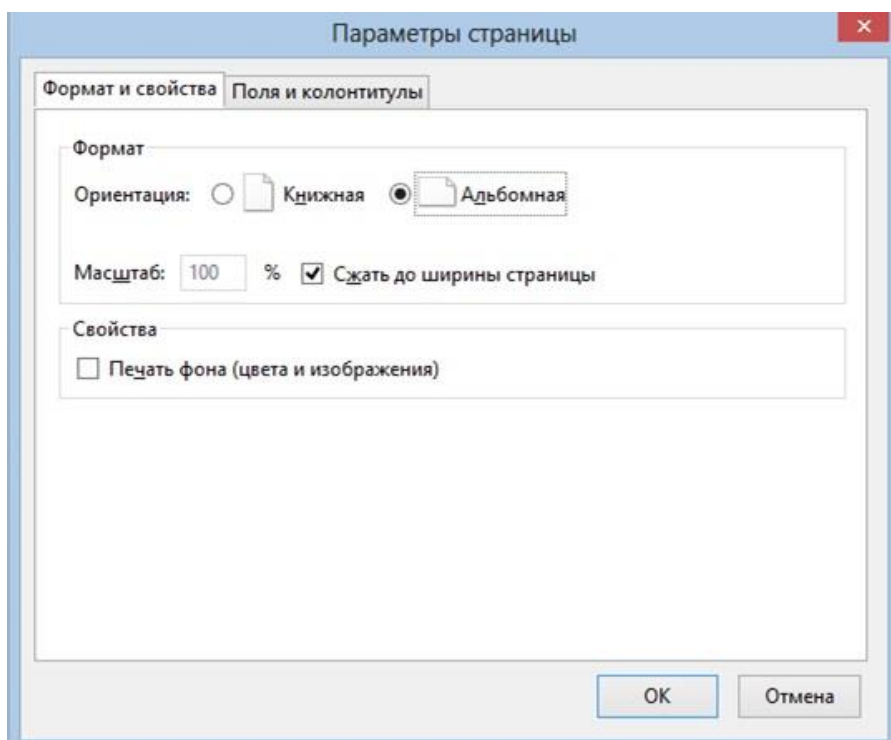 Параметры страницы
Формат и свойства Поля и колонтитулы
Формат
Ориентация: Книжная Альбомная
Масштаб: 100 % Сжать до ширины страницы
Свойства
Печать фона (цвета и изображения)
ОК Отмена